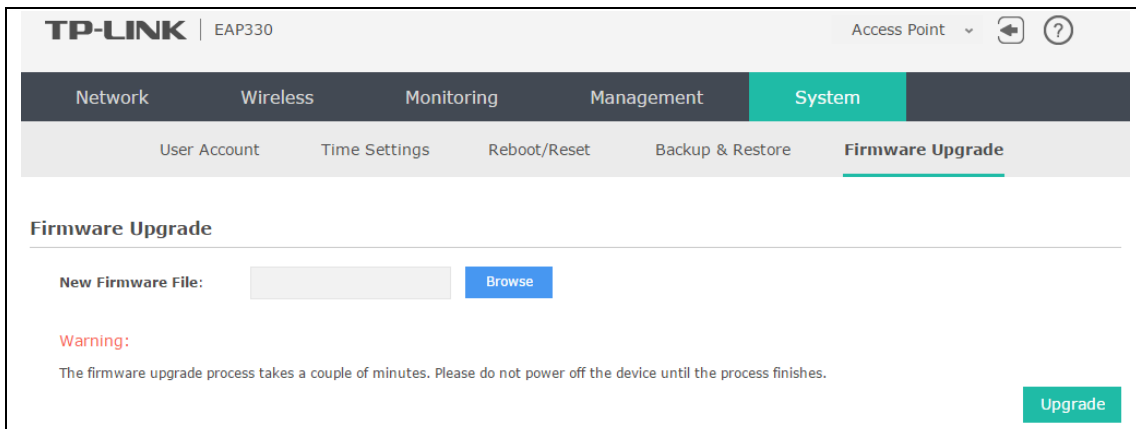 TP-LINK | EAP330 Access Point ?
Network Wireless Monitoring Management System
User Account Time Settings Reboot/Reset Backup & Restore Firmware Upgrade
Firmware Upgrade
New Firmware File: Browse
Warning:
The firmware upgrade process takes a couple of minutes. Please do not power off the device until the process finishes.
Upgrade